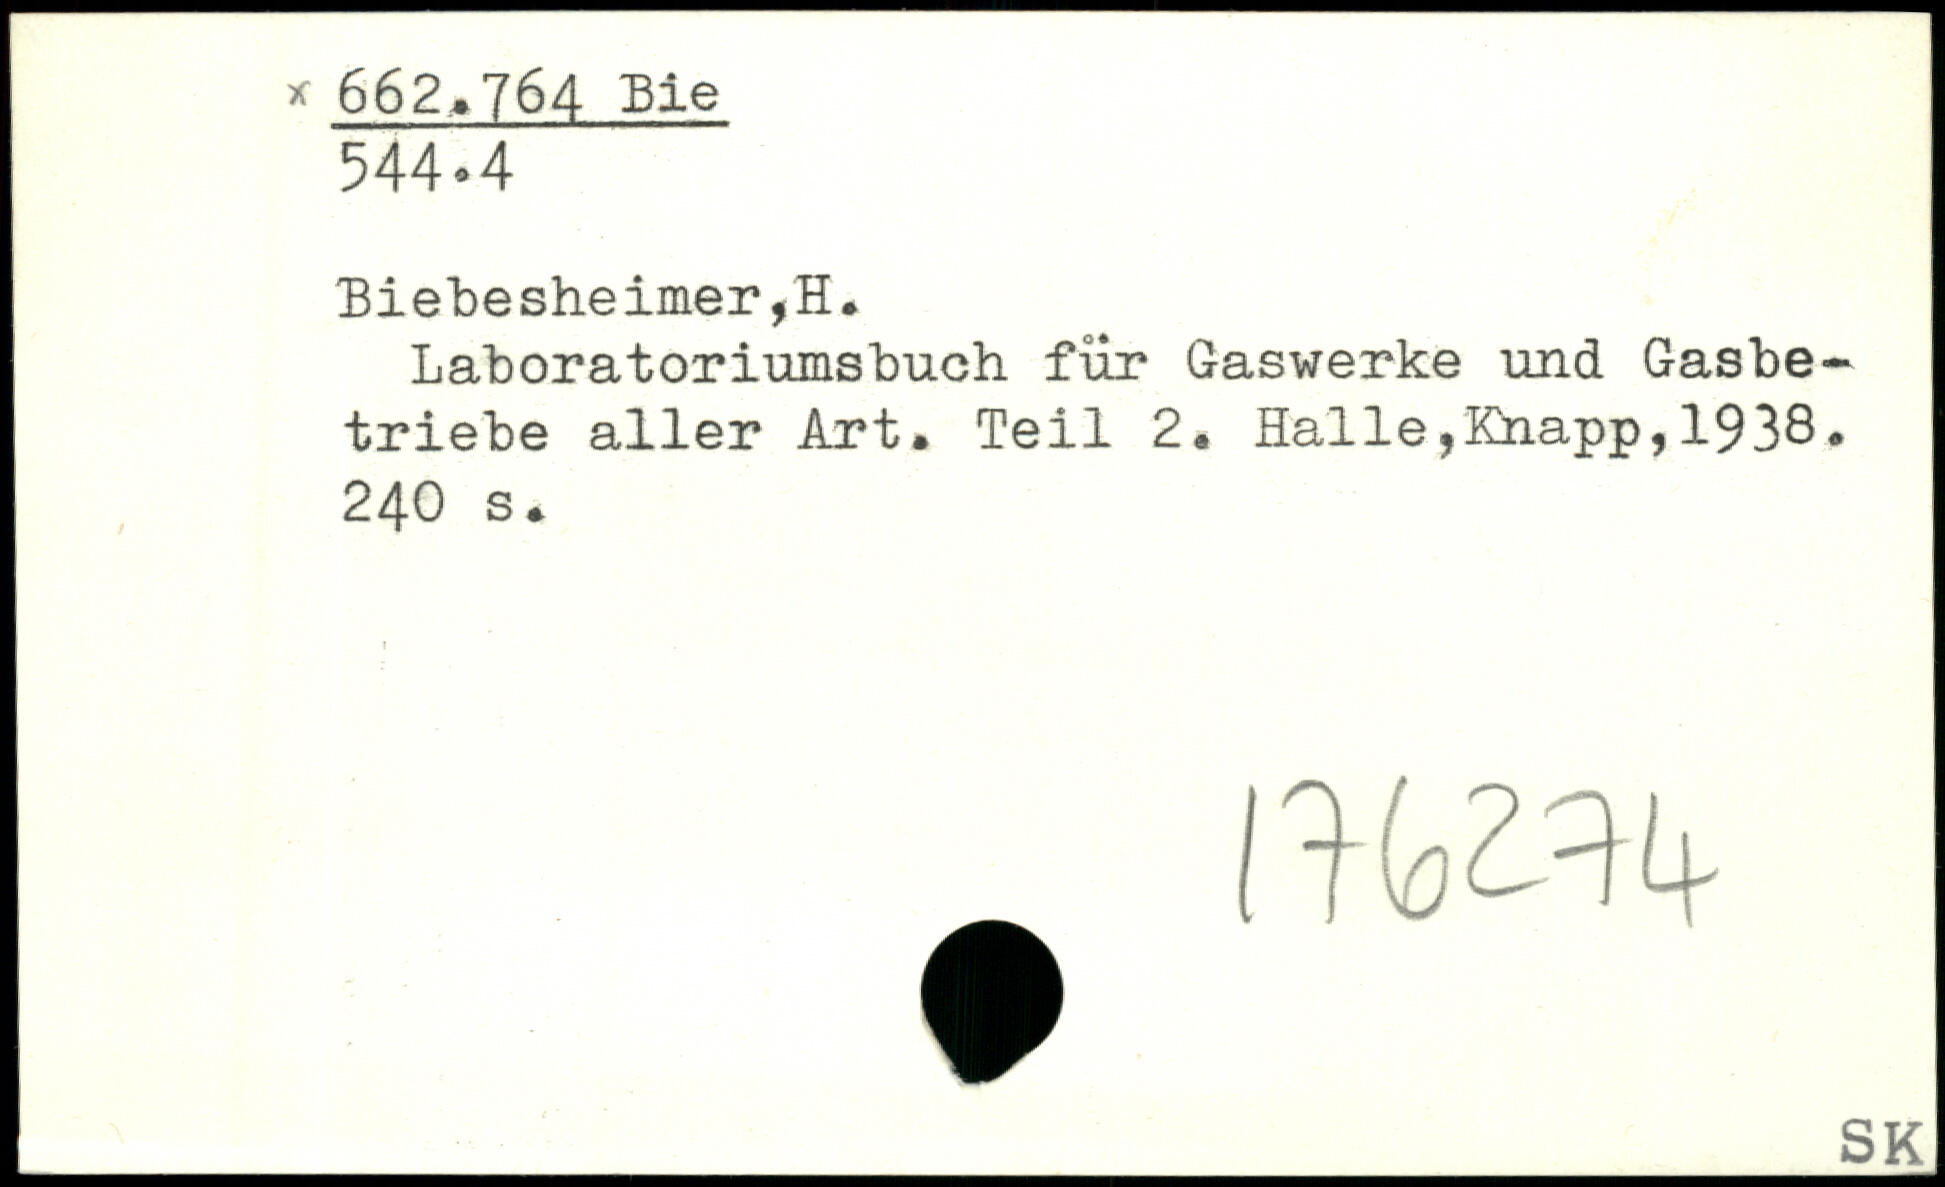 x 662.764 Bie
544.4
Biebesheimer,H.
Laboratoriumsbuch für Gaswerke und Gasbe-
triebe aller Art. Teil 2. Halle,Knapp,1938.
240 s.
176274
SK